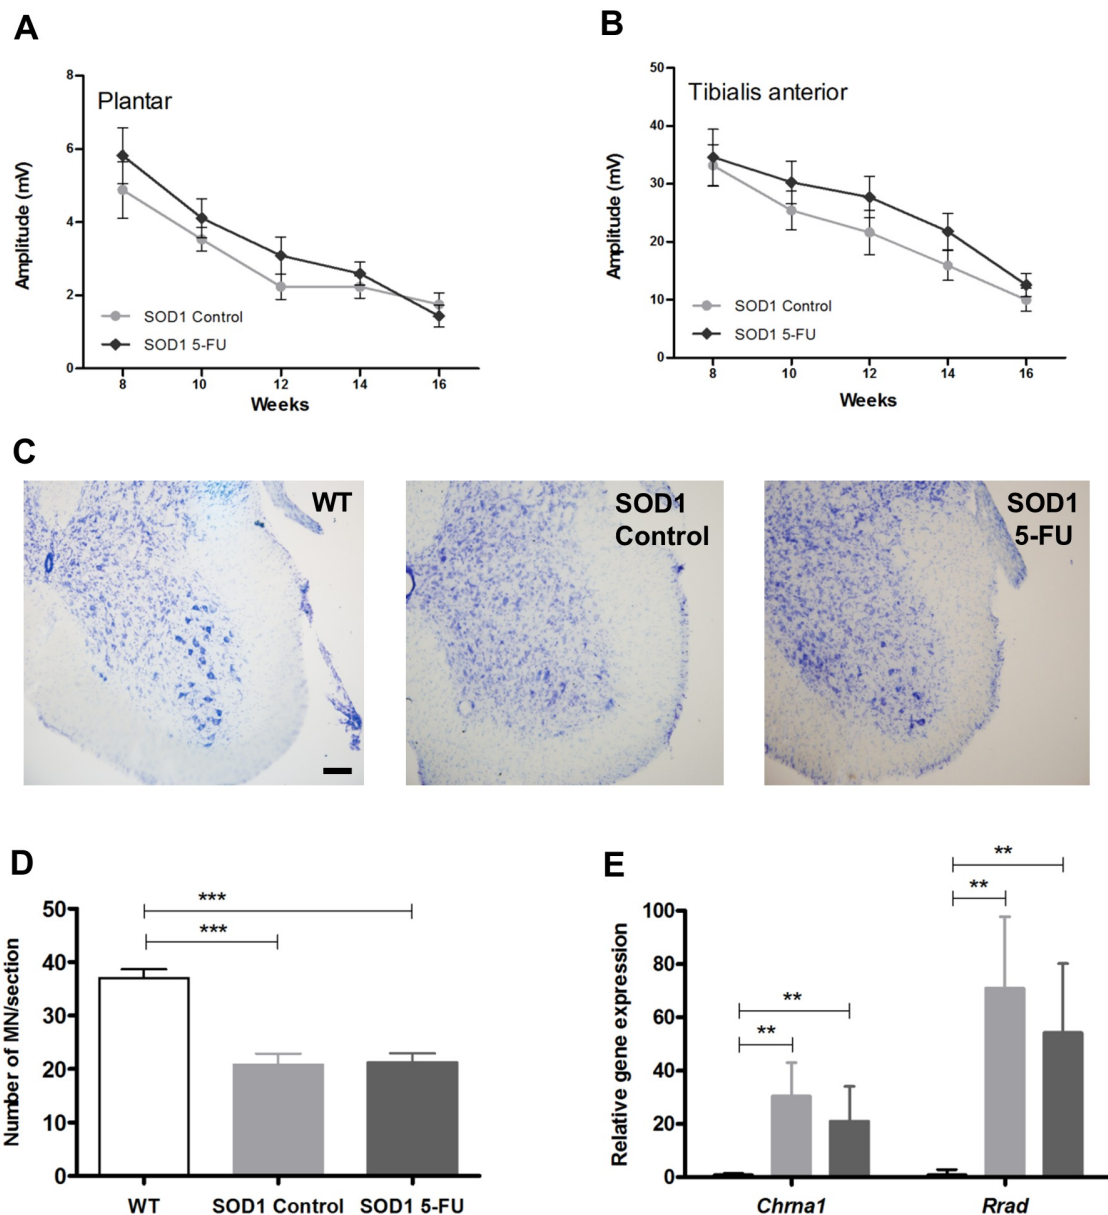 A
Plantar
Amplitude (mV)
8
6
4
2
0
SOD1 Control
SOD1 5-FU
8 10 12 14 16
Weeks
B
Tibialis anterior
Amplitude (mV)
50
40
30
20
10
0
SOD1 Control
SOD1 5-FU
8 10 12 14 16
Weeks
C
WT
SOD1
Control
SOD1
5-FU
D
Number of MN/section
50
40
30
20
10
0
***
***
WT SOD1 Control SOD1 5-FU
E
Relative gene expression
100
80
60
40
20
0
**
**
**
**
Chrna1 Rrad